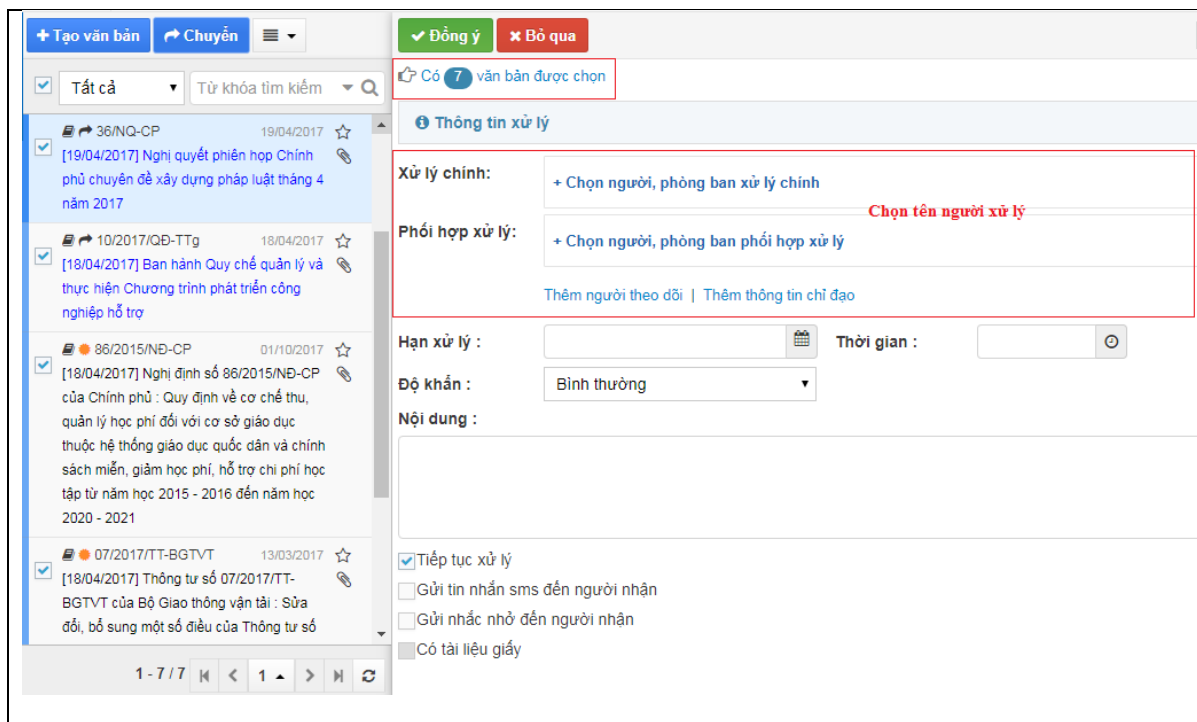 Tạo văn bản
Chuyển
Tất cả
Từ khóa tìm kiếm
36/NQ-CP 19/04/2017
[19/04/2017] Nghị quyết phiên họp Chính
phủ chuyên đề xây dựng pháp luật tháng 4
năm 2017
10/2017/QĐ-TTg 18/04/2017
[18/04/2017] Ban hành Quy chế quản lý và
thực hiện Chương trình phát triển công
nghiệp hỗ trợ
86/2015/NĐ-CP 01/10/2017
[18/04/2017] Nghị định số 86/2015/NĐ-CP
của Chính phủ : Quy định về cơ chế thu,
quản lý học phí đối với cơ sở giáo dục
thuộc hệ thống giáo dục quốc dân và chính
sách miễn, giảm học phí, hỗ trợ chi phí học
tập từ năm học 2015 - 2016 đến năm học
2020 - 2021
07/2017/TT-BGTVT 13/03/2017
[18/04/2017] Thông tư số 07/2017/TT-
BGTVT của Bộ Giao thông vận tải : Sửa
đổi, bổ sung một số điều của Thông tư số
1 - 7 / 7 1
Đồng ý
Bỏ qua
Có 7 văn bản được chọn
Thông tin xử lý
Xử lý chính:
+ Chọn người, phòng ban xử lý chính
Chọn tên người xử lý
Phối hợp xử lý:
+ Chọn người, phòng ban phối hợp xử lý
Thêm người theo dõi | Thêm thông tin chỉ đạo
Hạn xử lý :
Thời gian :
Độ khẩn :
Bình thường
Nội dung :
Tiếp tục xử lý
Gửi tin nhắn sms đến người nhận
Gửi nhắc nhở đến người nhận
Có tài liệu giấy